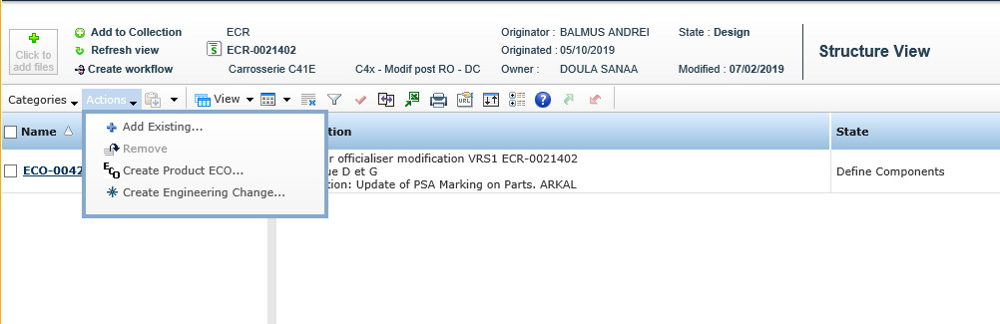 Add to Collection ECR Originator : BALMUS ANDREI State : Design
Click to add files Refresh view ECR-0021402 Originated : 05/10/2019 Structure View
Create workflow Carrosserie C41E C4x - Modif post RO - DC Owner : DOULA SANAA Modified : 07/02/2019
Categories Actions View URL
Name tion State
Add Existing...
Remove
ECO Create Product ECO...
Create Engineering Change...
ECO-0042 r officialiser modification VRS1 ECR-0021402 Define Components
ue D et G
tion: Update of PSA Marking on Parts. ARKAL